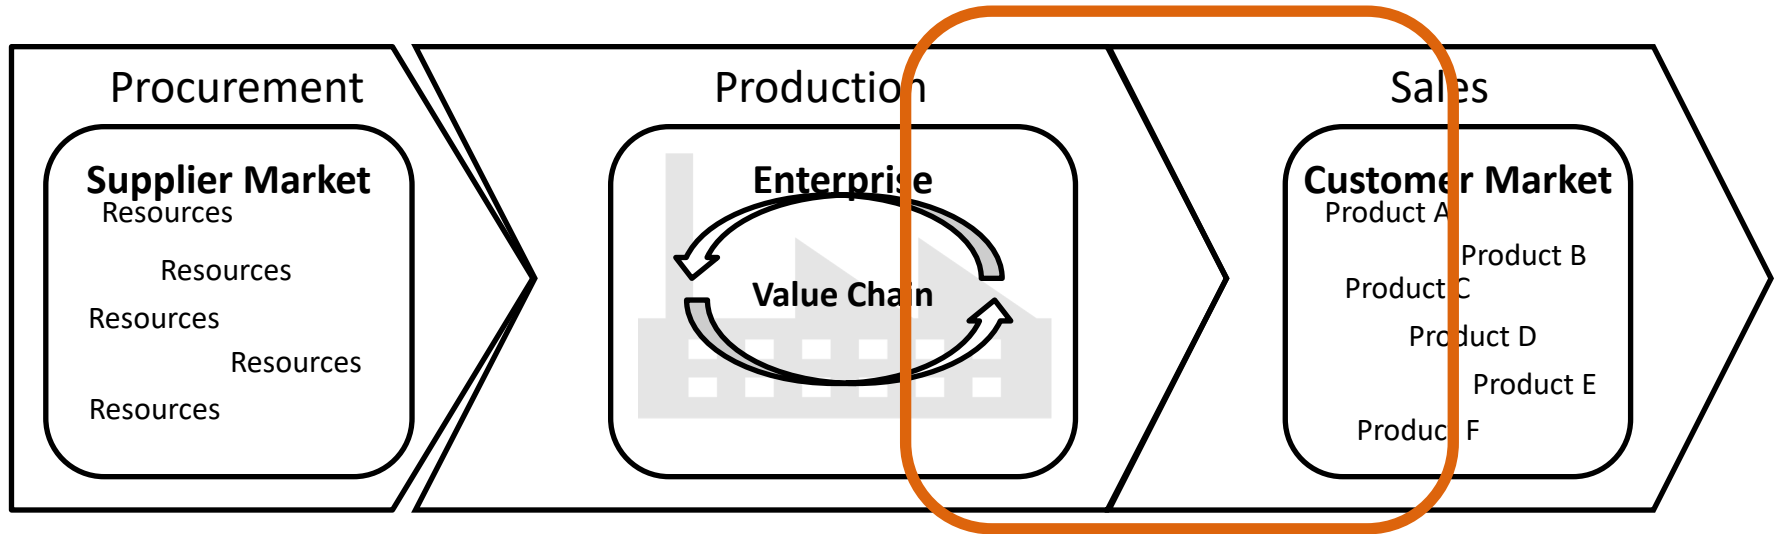 Procurement
Supplier Market
Resources
Resources
Resources
Resources
Resources
Production
Enterprise
Value Chain
Sales
Customer Market
Product A
Product B
Product C
Product D
Product E
Product F